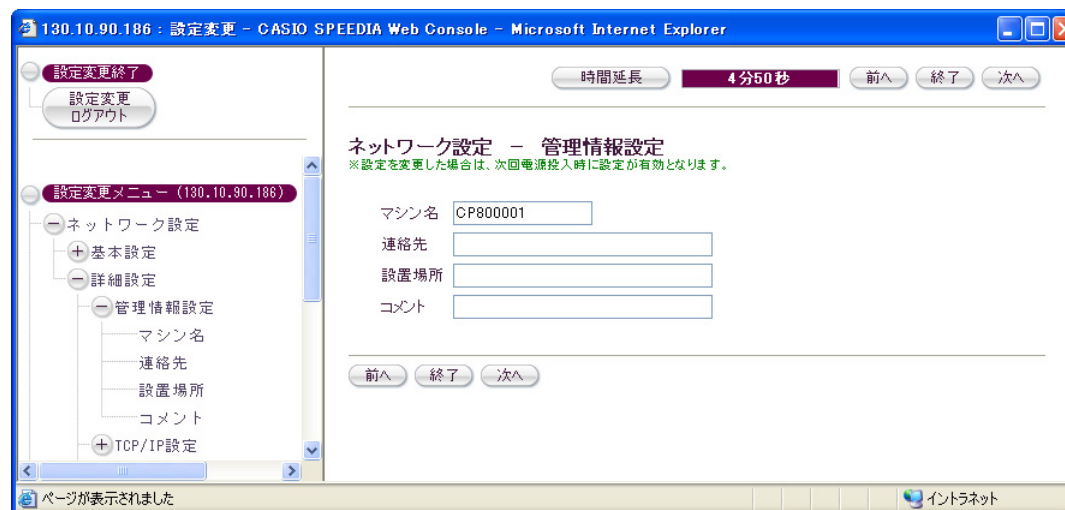 130.10.90.186 : 設定変更 - CASIO SPEEDIA Web Console - Microsoft Internet Explorer
設定変更終了
設定変更
ログアウト
設定変更メニュー (130.10.90.186)
ネットワーク設定
基本設定
詳細設定
管理情報設定
マシン名
連絡先
設置場所
コメント
TCP/IP設定
時間延長 4分50秒 前へ 終了 次へ
ネットワーク設定 － 管理情報設定
※設定を変更した場合は、次回電源投入時に設定が有効となります。
マシン名 CP800001
連絡先
設置場所
コメント
前へ 終了 次へ
ページが表示されました イントラネット